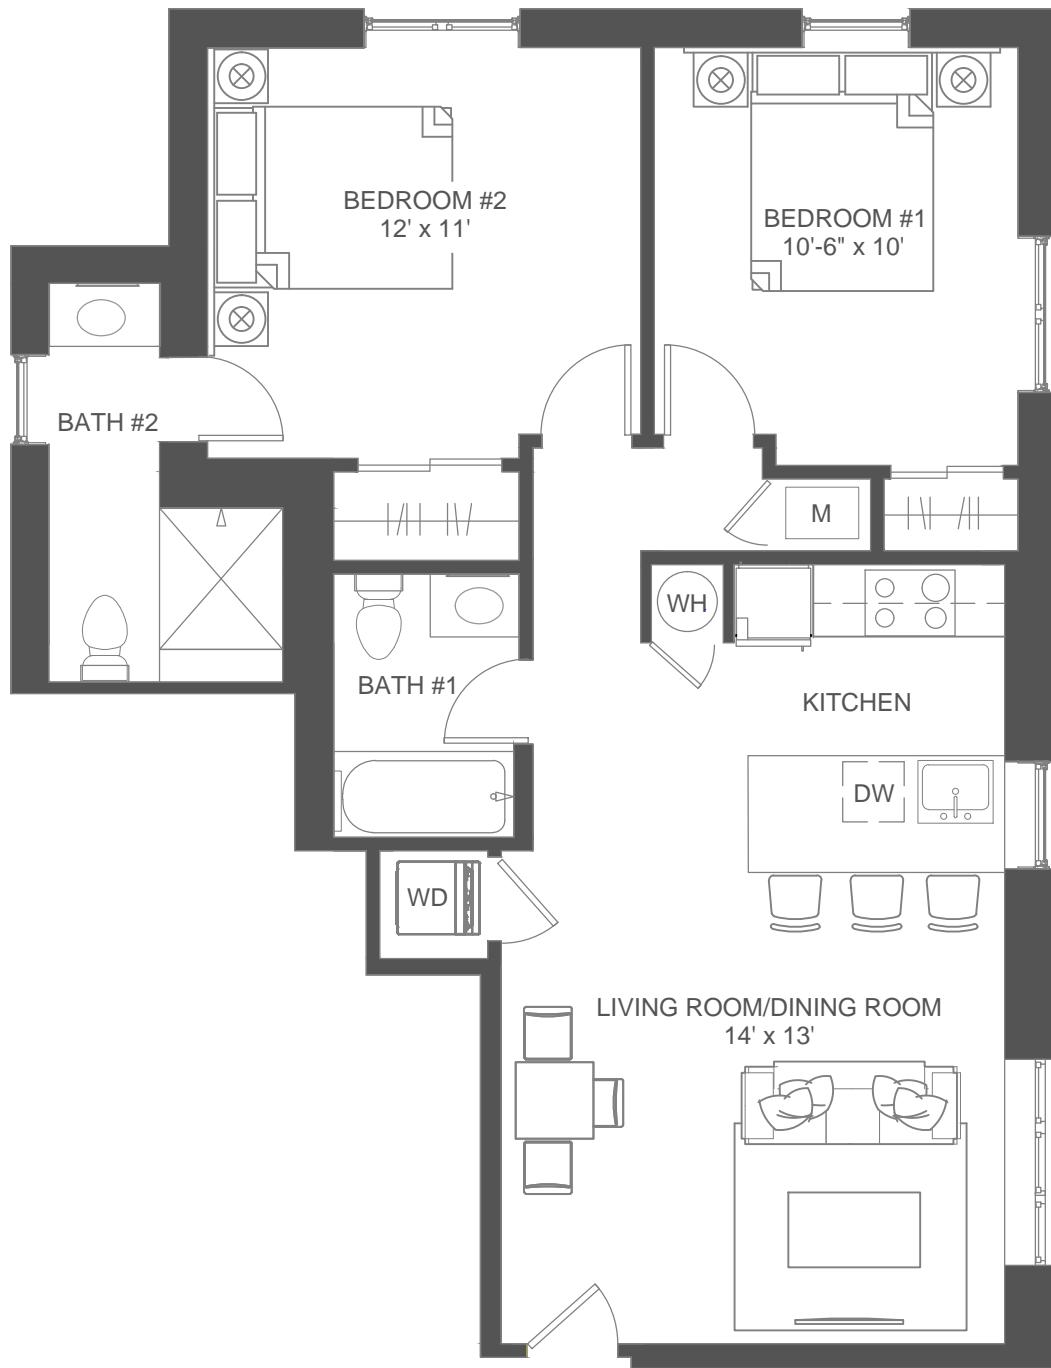 BEDROOM #2
12' x 11'
BEDROOM #1
10'-6" x 10'
BATH #2
M
WH
BATH #1
KITCHEN
DW
WD
LIVING ROOM/DINING ROOM
14' x 13'